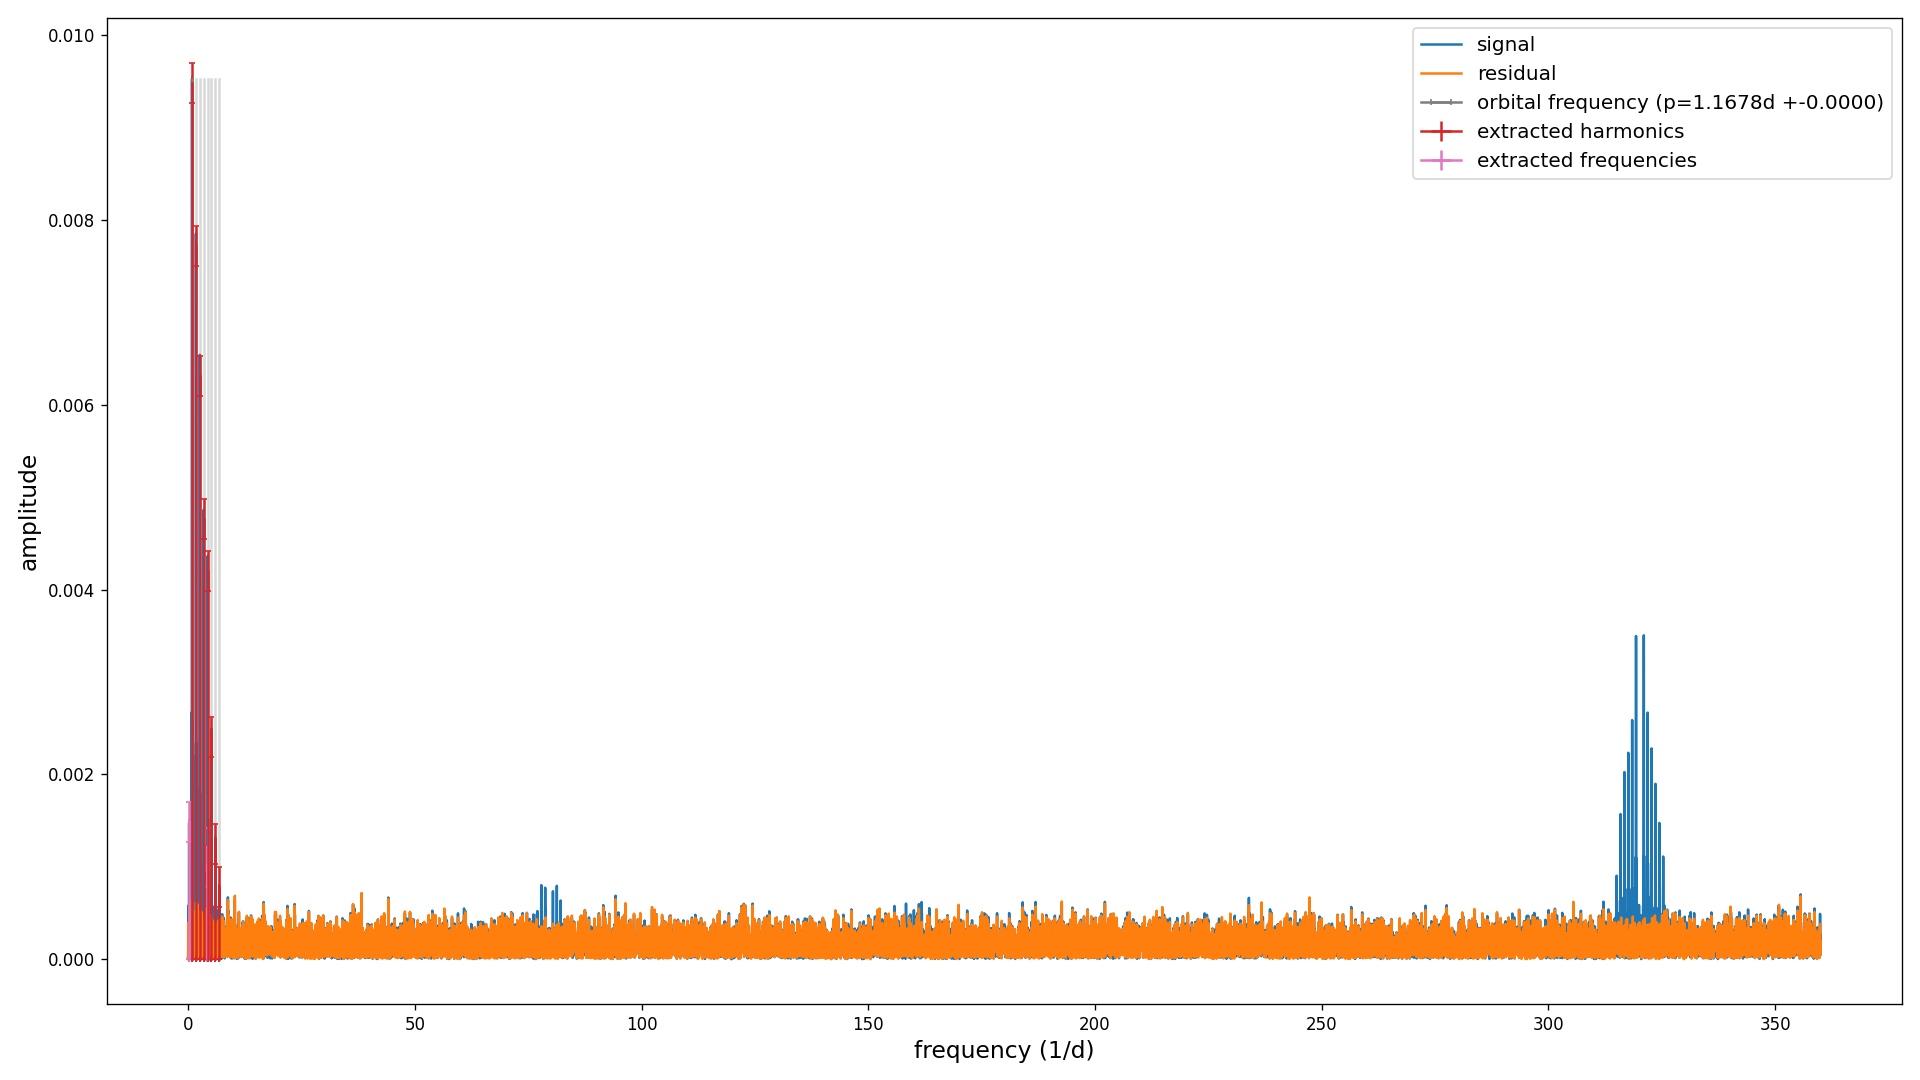 0.010
0.008
0.006
0.004
0.002
0.000
amplitude
0
50
100
150
200
250
300
350
frequency (1/d)
signal
residual
orbital frequency (p=1.1678d +-0.0000)
extracted harmonics
extracted frequencies